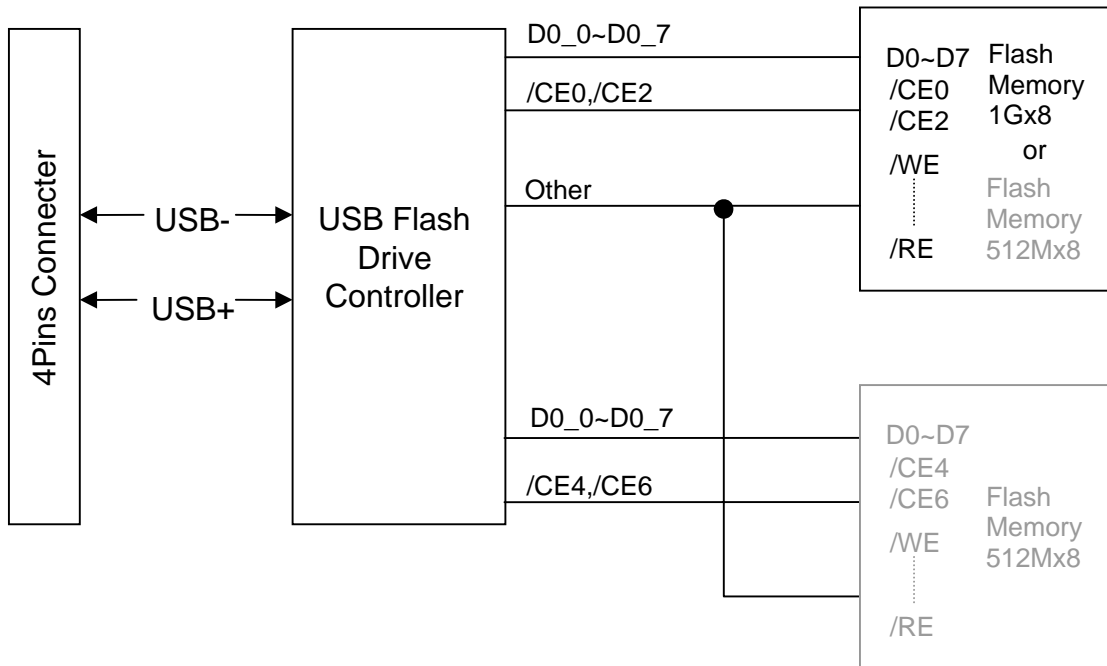 4Pins Connecter
USB-
USB+
USB Flash
Drive
Controller
D0_0~D0_7
/CE0,/CE2
Other
D0~D7
/CE0
/CE2
/WE
/RE
Flash
Memory
1Gx8
or
Flash
Memory
512Mx8
D0_0~D0_7
/CE4,/CE6
D0~D7
/CE4
/CE6
/WE
/RE
Flash
Memory
512Mx8